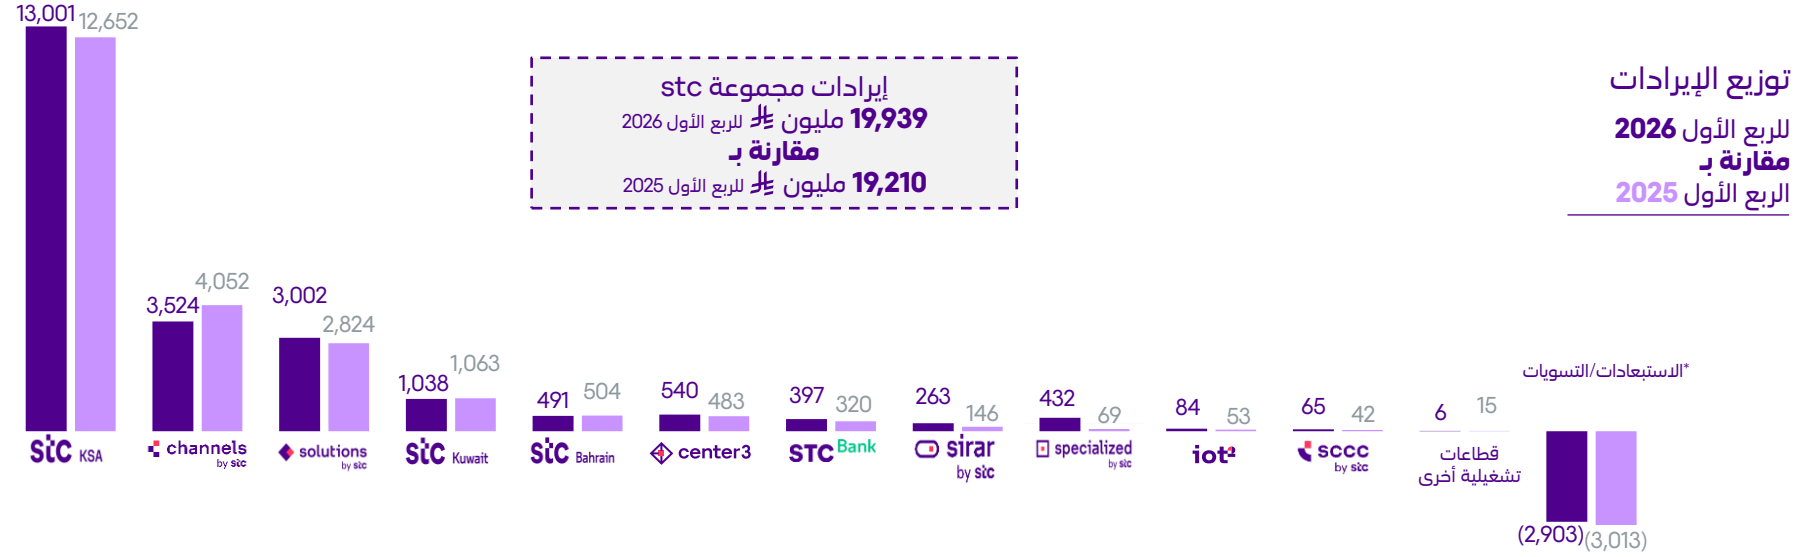 توزيع الإيرادات
للربع الأول 2026
مقارنة بـ
الربع الأول 2025
إيرادات مجموعة stc
19,939 مليون للربع الأول 2026
مقارنة بـ
19,210 مليون للربع الأول 2025
13,001 12,652
stc KSA
3,524 4,052
channels
by stc
3,002 2,824
solutions
by stc
1,038 1,063
stc Kuwait
491 504
stc Bahrain
540 483
center3
397 320
STC Bank
263 146
sirar
by stc
432 69
specialized
by stc
84 53
iot²
65 42
sccc
by stc
6 15
قطاعات
تشغيلية أخرى
*الاستبعادات/التسويات
(2,903) (3,013)